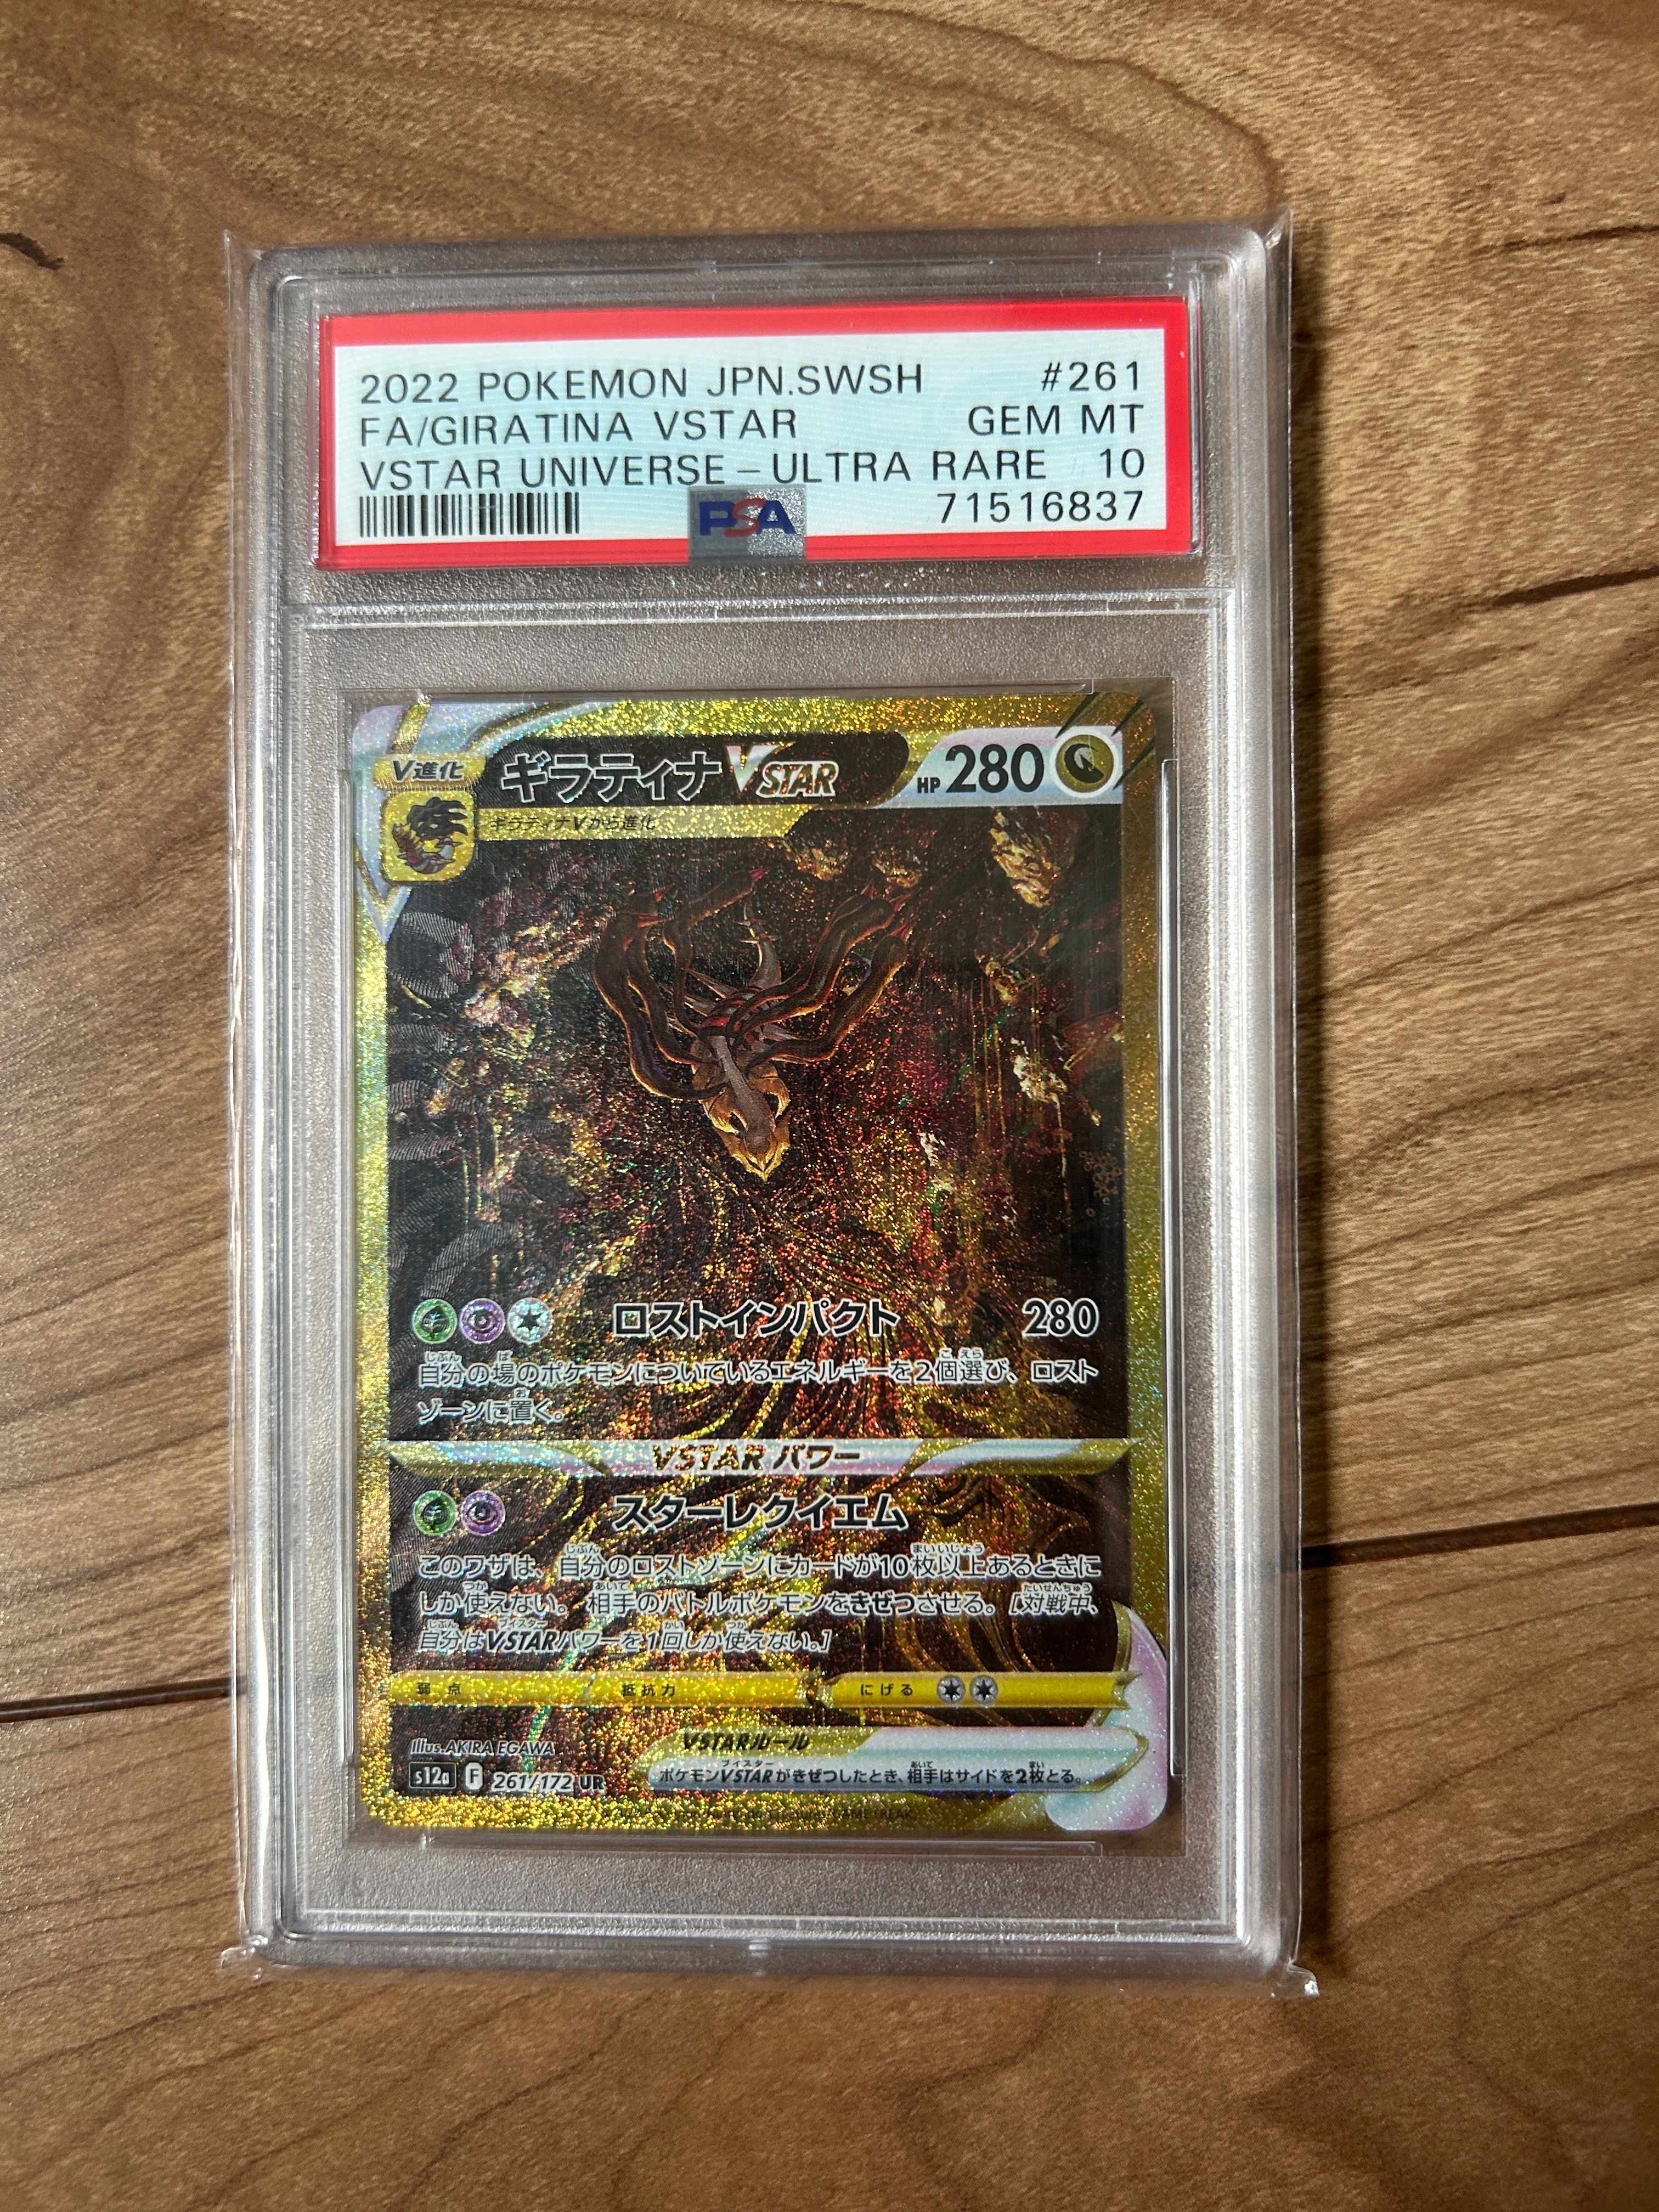 2022 POKEMON JPN.SWSH #261
FA/GIRATINA VSTAR GEM MT
VSTAR UNIVERSE-ULTRA RARE 10
PSA 71516837
V進化 ギラティナVSTAR HP 280
ギラティナVから進化
ロストインパクト 280
自分の場のポケモンについているエネルギーを2個選び、ロスト
ゾーンに置く。
VSTARパワー
スターレクイエム
このワザは、自分のロストゾーンにカードが10枚以上あるときに
しか使えない。相手のバトルポケモンをきぜつさせる。[対戦中、
自分はVSTARパワーを1回しか使えない。]
弱点 抵抗力 にげる
Illus. AKIRA EGAWA
VSTARルール
s12a F 261/172 UR
ポケモンVSTARがきぜつしたとき、相手はサイドを2枚とる。